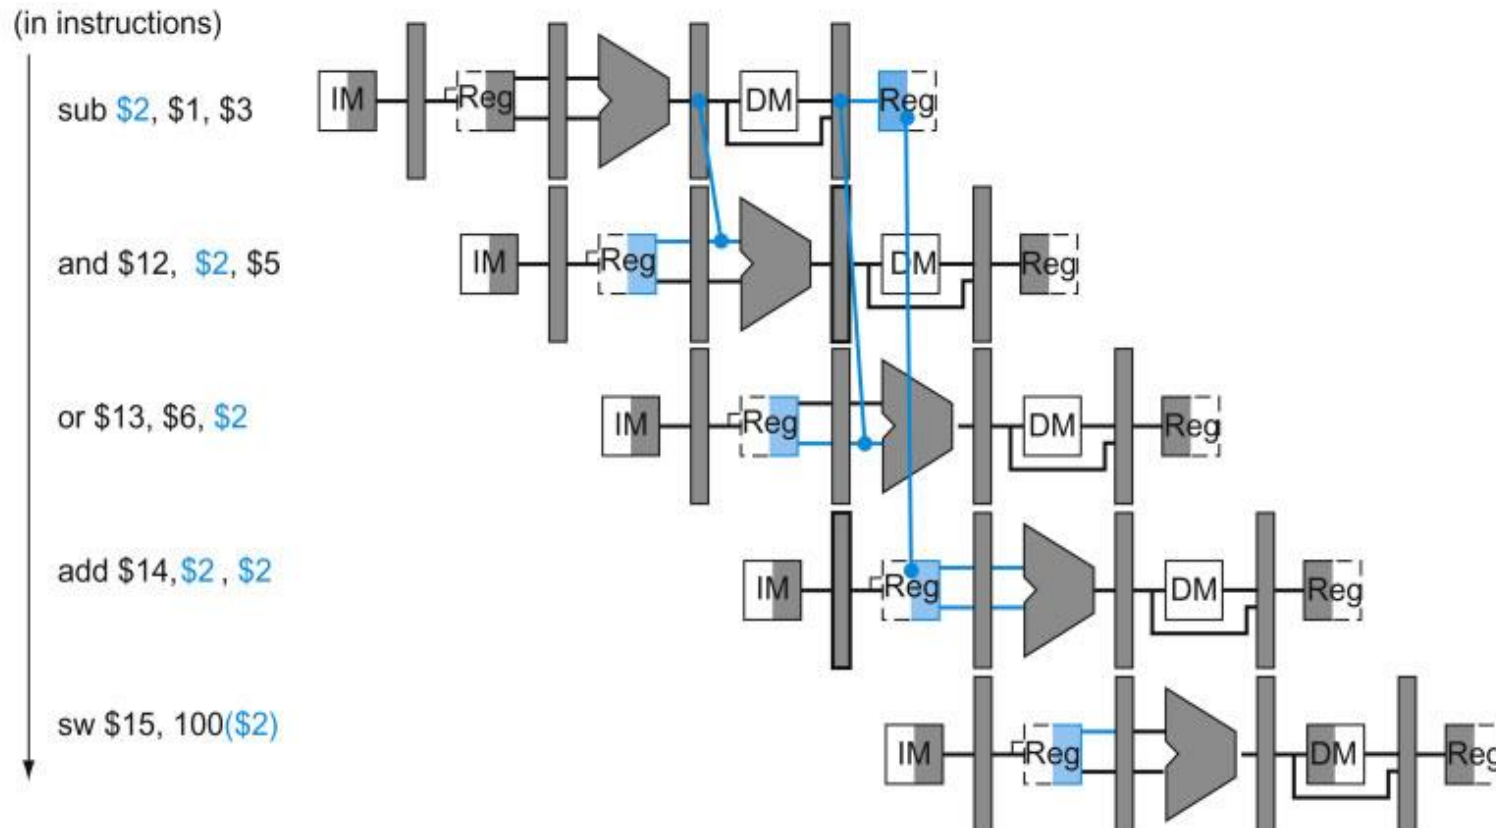 (in instructions)
sub $2, $1, $3
IM Reg DM Reg
and $12, $2, $5
IM Reg DM Reg
or $13, $6, $2
IM Reg DM Reg
add $14,$2 , $2
IM Reg DM Reg
sw $15, 100($2)
IM Reg DM Reg